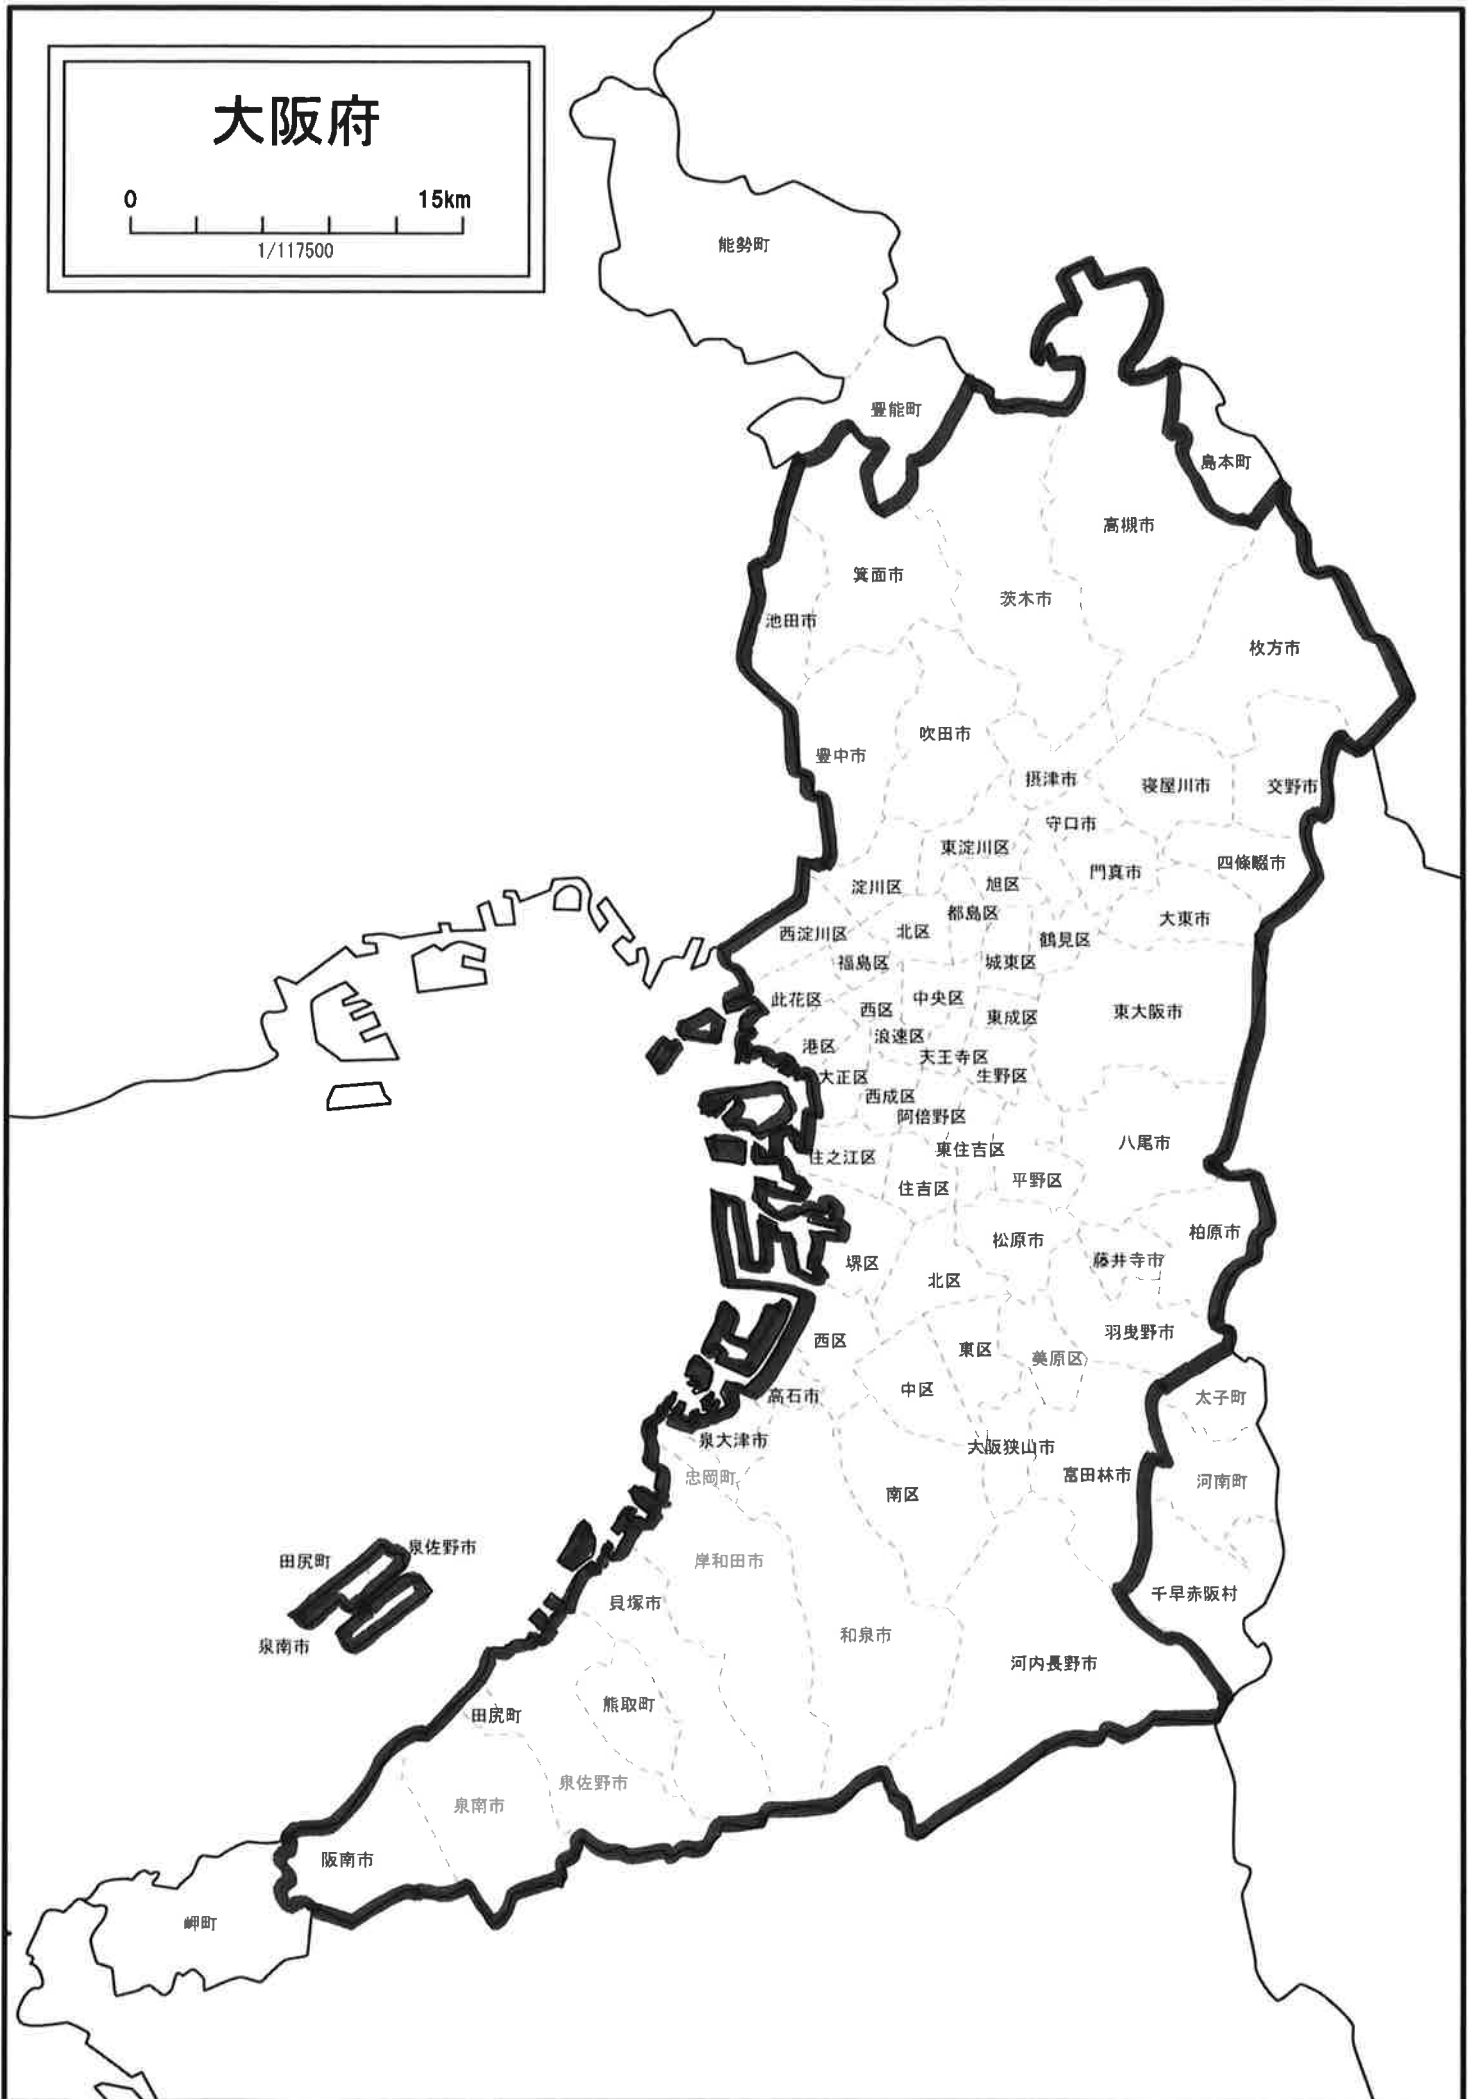 大阪府
0 15km
1/117500
能勢町
豊能町
島本町
高槻市
箕面市
茨木市
池田市
枚方市
吹田市
豊中市
摂津市
寝屋川市
交野市
守口市
東淀川区
四條畷市
門真市
淀川区
旭区
都島区
大東市
西淀川区
北区
鶴見区
福島区
城東区
此花区
中央区
西区
東成区
東大阪市
浪速区
港区
天王寺区
大正区
生野区
西成区
阿倍野区
八尾市
東住吉区
住之江区
平野区
住吉区
柏原市
松原市
藤井寺市
堺区
北区
羽曳野市
西区
東区
美原区
中区
高石市
太子町
泉大津市
大阪狭山市
忠岡町
富田林市
河南町
南区
泉佐野市
田尻町
岸和田市
千早赤阪村
貝塚市
和泉市
泉南市
河内長野市
熊取町
田尻町
泉佐野市
泉南市
阪南市
岬町